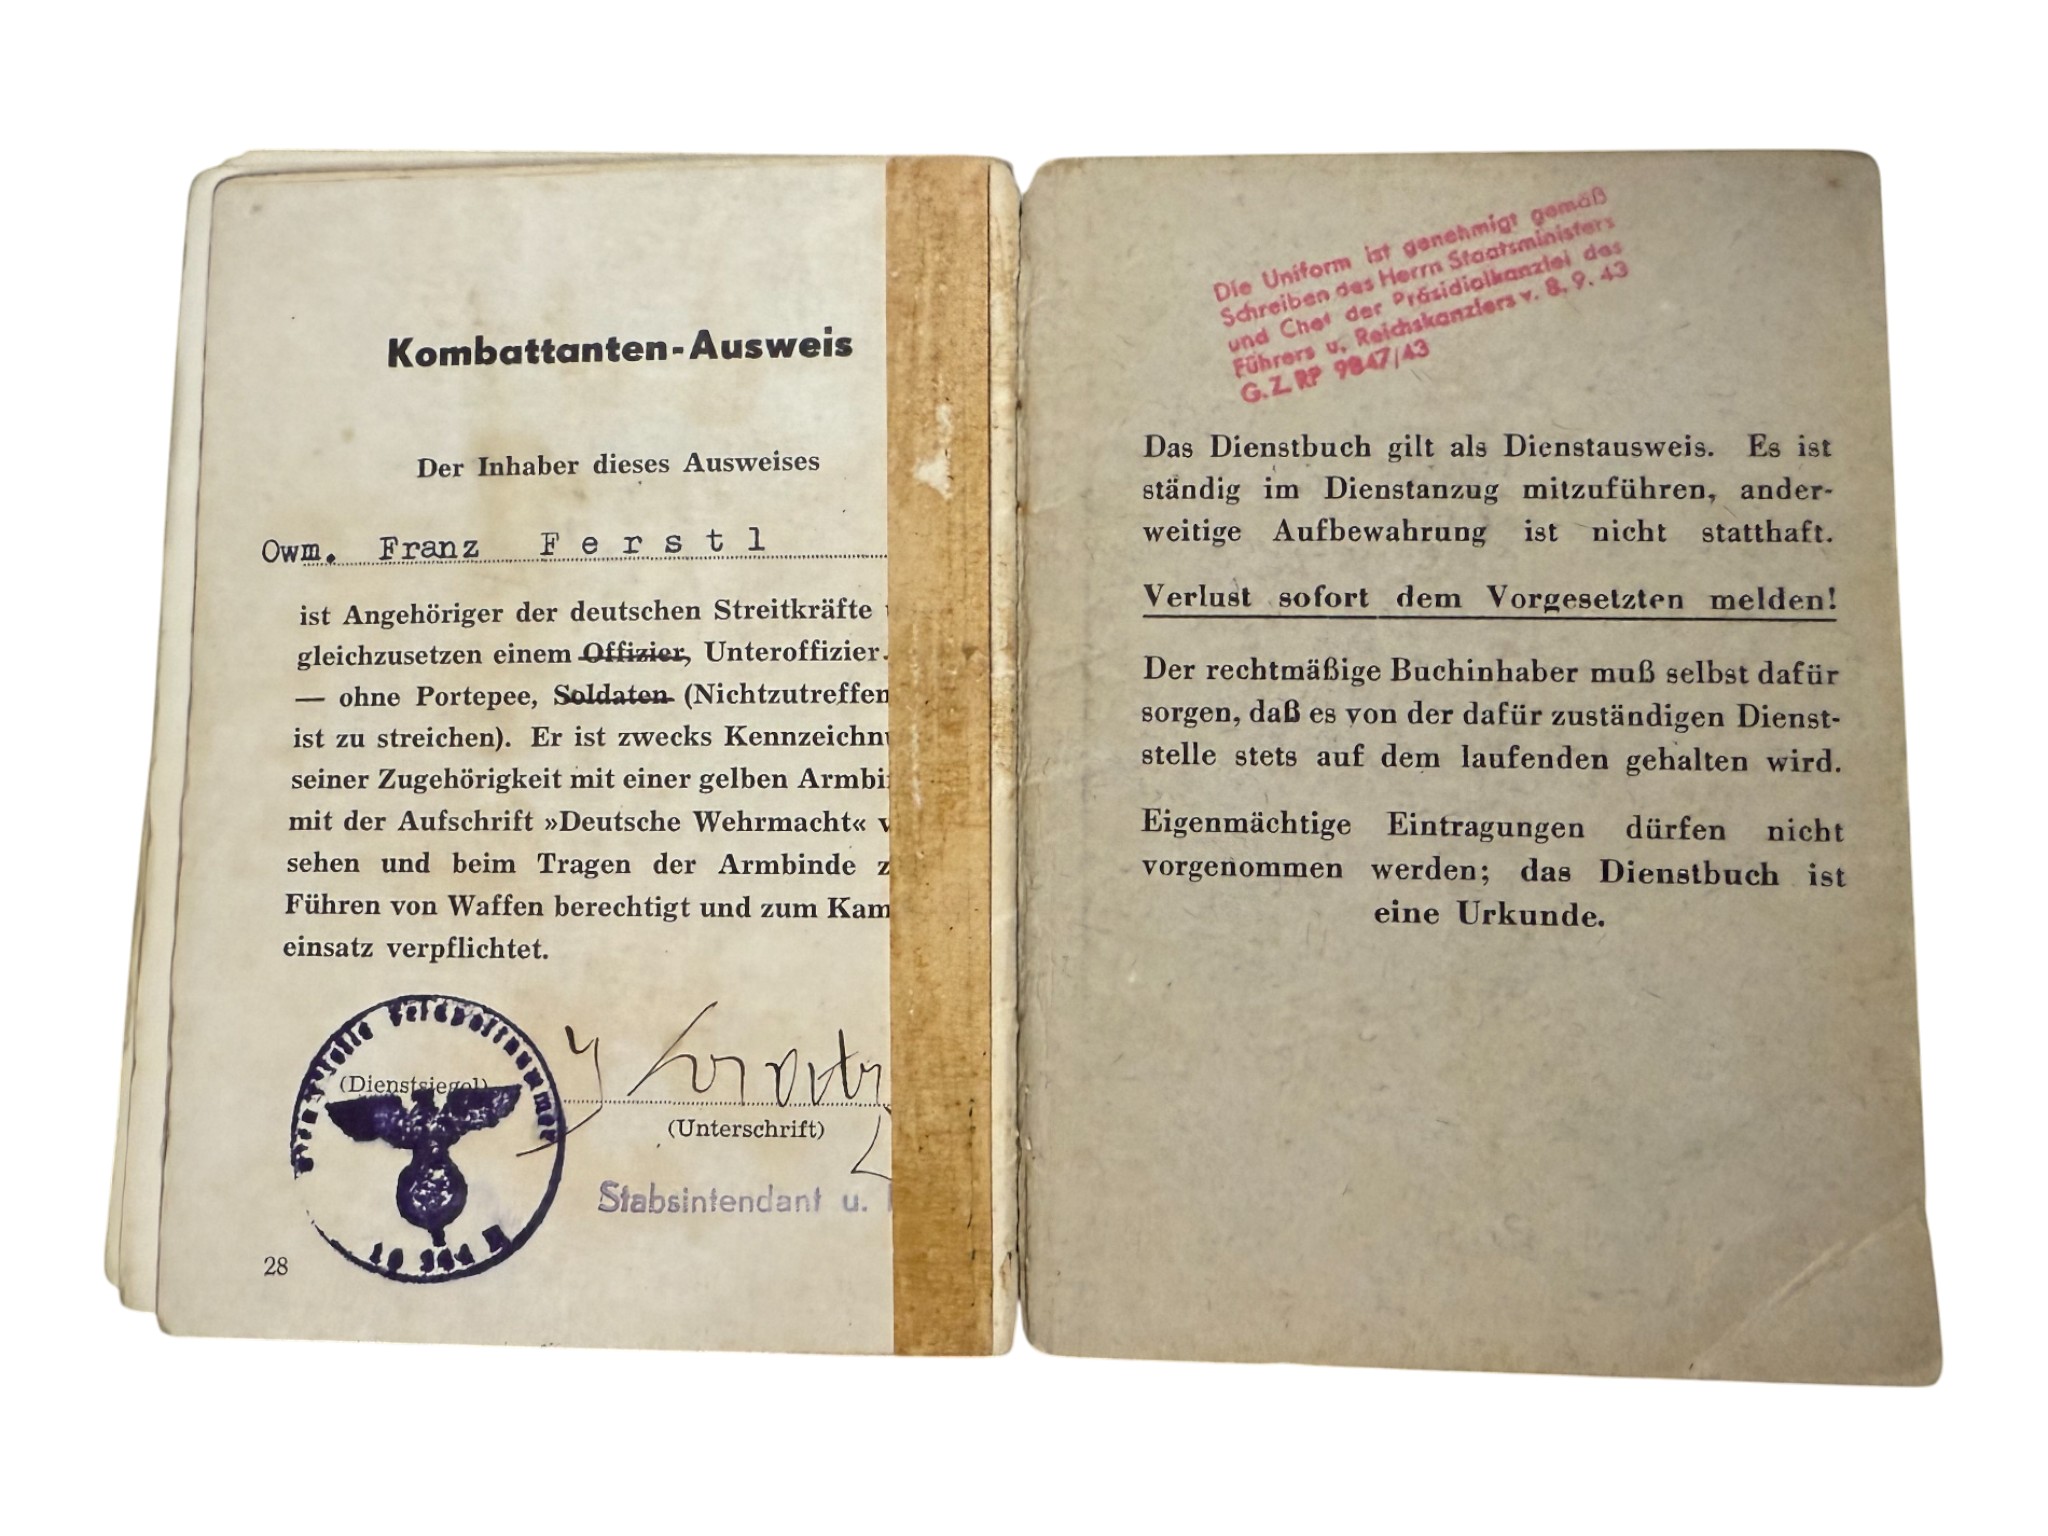 Kombattanten-Ausweis
Der Inhaber dieses Ausweises
Owm. Franz Ferstl
ist Angehöriger der deutschen Streitkräfte
gleichzusetzen einem Offizier, Unteroffizier.
— ohne Portepee, Soldaten (Nichtzutreffen
ist zu streichen). Er ist zwecks Kennzeichnu
seiner Zugehörigkeit mit einer gelben Armbi
mit der Aufschrift »Deutsche Wehrmacht« v
sehen und beim Tragen der Armbinde z
Führen von Waffen berechtigt und zum Kam
einsatz verpflichtet.
Feldpostnummer
(Dienstsiegel)
(Unterschrift)
Stabsintendant u.
28
Die Uniform ist genehmigt gemäß
Schreiben des Herrn Staatsministers
und Chef der Präsidialkanzlei des
Führers u. Reichskanzlers v. 8. 9. 43
G. Z. RP 9847/43
Das Dienstbuch gilt als Dienstausweis. Es ist
ständig im Dienstanzug mitzuführen, ander-
weitige Aufbewahrung ist nicht statthaft.
Verlust sofort dem Vorgesetzten melden!
Der rechtmäßige Buchinhaber muß selbst dafür
sorgen, daß es von der dafür zuständigen Dienst-
stelle stets auf dem laufenden gehalten wird.
Eigenmächtige Eintragungen dürfen nicht
vorgenommen werden; das Dienstbuch ist
eine Urkunde.